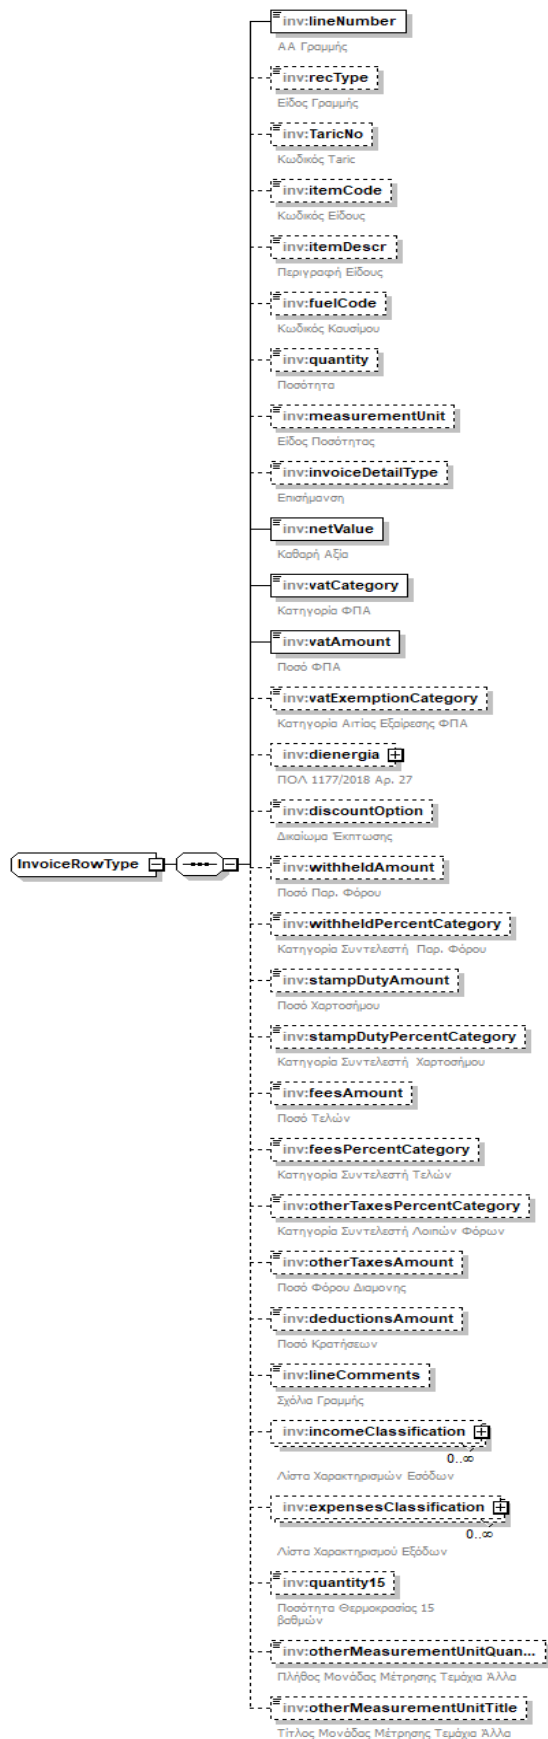 inv:lineNumber
ΑΑ Γραμμής
inv:recType
Είδος Γραμμής
inv:TaricNo
Κωδικός Taric
inv:itemCode
Κωδικός Είδους
inv:itemDescr
Περιγραφή Είδους
inv:fuelCode
Κωδικός Καυσίμου
inv:quantity
Ποσότητα
inv:measurementUnit
Είδος Ποσότητας
inv:invoiceDetailType
Επισήμανση
inv:netValue
Καθαρή Αξία
inv:vatCategory
Κατηγορία ΦΠΑ
inv:vatAmount
Ποσό ΦΠΑ
inv:vatExemptionCategory
Κατηγορία Αιτίας Εξαίρεσης ΦΠΑ
inv:dienergia
ΠΟΛ 1177/2018 Αρ. 27
inv:discountOption
Δικαίωμα Έκπτωσης
InvoiceRowType
inv:withheldAmount
Ποσό Παρ. Φόρου
inv:withheldPercentCategory
Κατηγορία Συντελεστή Παρ. Φόρου
inv:stampDutyAmount
Ποσό Χαρτοσήμου
inv:stampDutyPercentCategory
Κατηγορία Συντελεστή Χαρτοσήμου
inv:feesAmount
Ποσό Τελών
inv:feesPercentCategory
Κατηγορία Συντελεστή Τελών
inv:otherTaxesPercentCategory
Κατηγορία Συντελεστή Λοιπών Φόρων
inv:otherTaxesAmount
Ποσό Φόρου Διαμονης
inv:deductionsAmount
Ποσό Κρατήσεων
inv:lineComments
Σχόλια Γραμμής
inv:incomeClassification
0..∞
Λίστα Χαρακτηρισμών Εσόδων
inv:expensesClassification
0..∞
Λίστα Χαρακτηρισμού Εξόδων
inv:quantity15
Ποσότητα Θερμοκρασίας 15
βαθμών
inv:otherMeasurementUnitQuan...
Πλήθος Μονάδας Μέτρησης Τεμάχια Άλλα
inv:otherMeasurementUnitTitle
Τίτλος Μονάδας Μέτρησης Τεμάχια Άλλα